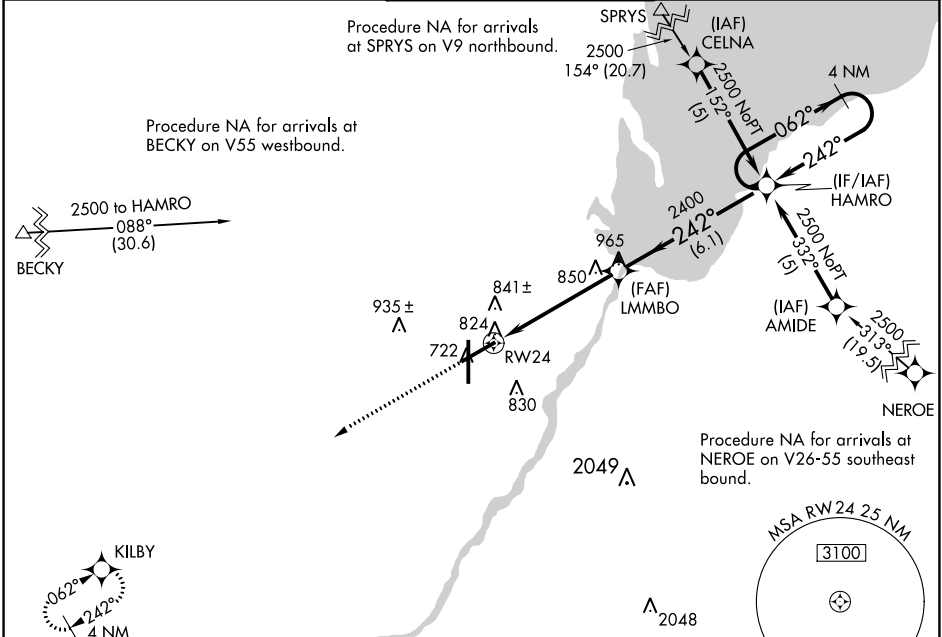 Procedure NA for arrivals
at SPRYS on V9 northbound.
SPRYS
2500
154° (20.7)
(IAF)
CELNA
2500 NoPT
152°
(5)
4 NM
062°
242°
(IF/IAF)
HAMRO
Procedure NA for arrivals at
BECKY on V55 westbound.
2500 to HAMRO
088°
(30.6)
BECKY
2400
242°
(6.1)
2500 NoPT
332°
(5)
965
850
(FAF)
LMMBO
(IAF)
AMIDE
2500
313°
(19.5)
NEROE
935 ±
841 ±
824
722
RW24
830
Procedure NA for arrivals at
NEROE on V26-55 southeast
bound.
2049
MSA RW24 25 NM
3100
KILBY
062°
242°
4 NM
2048